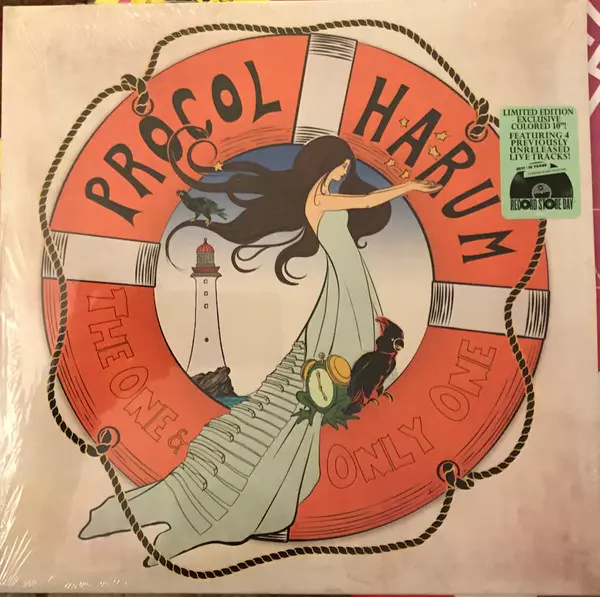 PROCOL HARUM
THE ONE &
ONLY ONE
LIMITED EDITION
EXCLUSIVE
COLORED 10"!
FEATURING 4
PREVIOUSLY
UNRELEASED
LIVE TRACKS!
RECORD STORE DAY